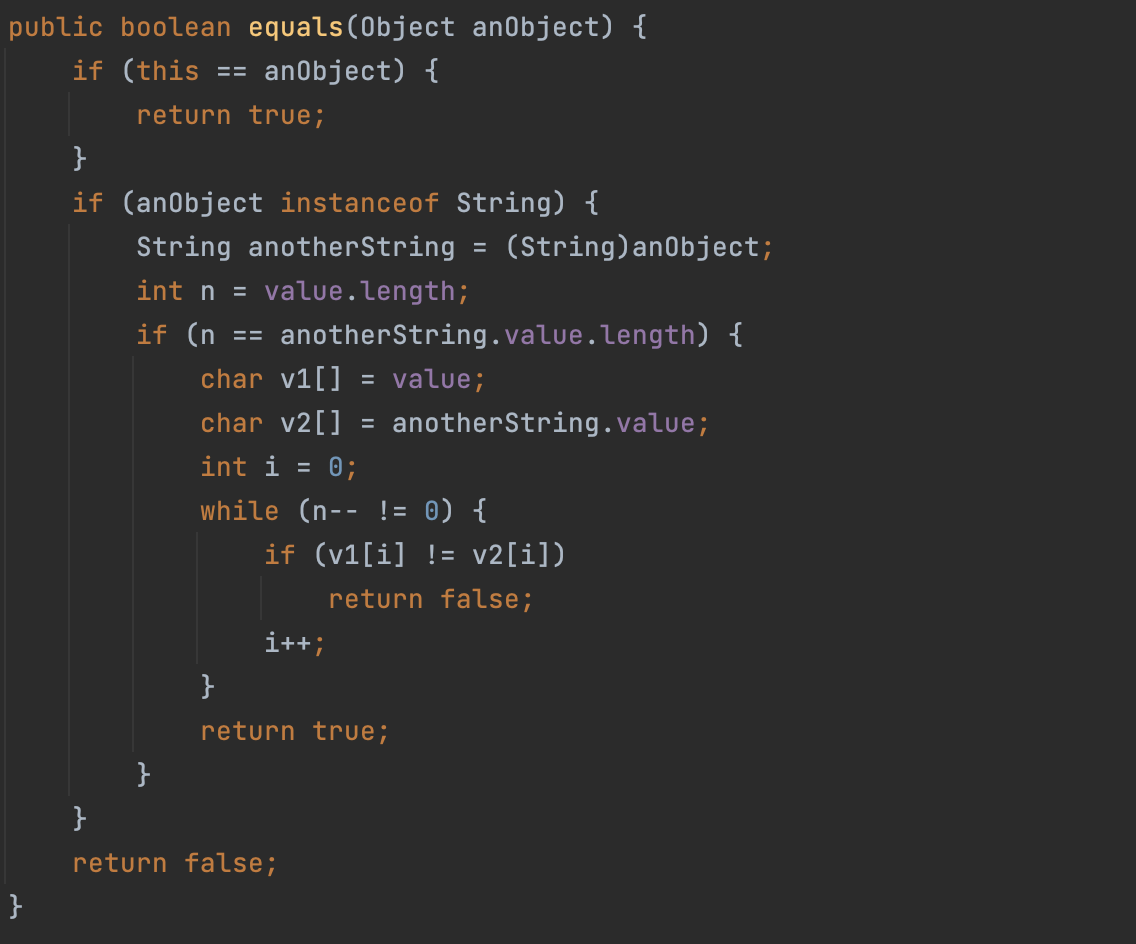 public boolean equals(Object anObject) {
    if (this == anObject) {
        return true;
    }
    if (anObject instanceof String) {
        String anotherString = (String)anObject;
        int n = value.length;
        if (n == anotherString.value.length) {
            char v1[] = value;
            char v2[] = anotherString.value;
            int i = 0;
            while (n-- != 0) {
                if (v1[i] != v2[i])
                    return false;
                i++;
            }
            return true;
        }
    }
    return false;
}